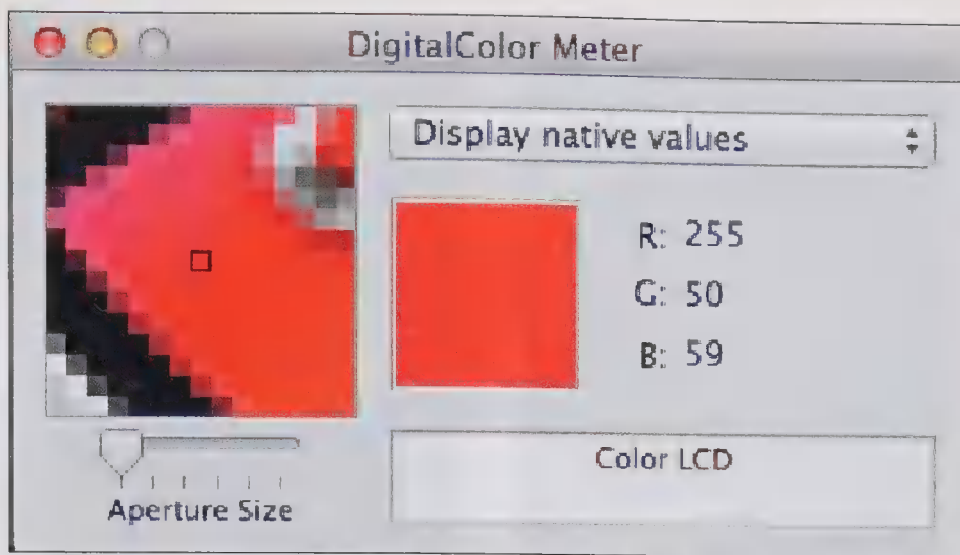 DigitalColor Meter
Display native values
R: 255
G: 50
B: 59
Color LCD
Aperture Size